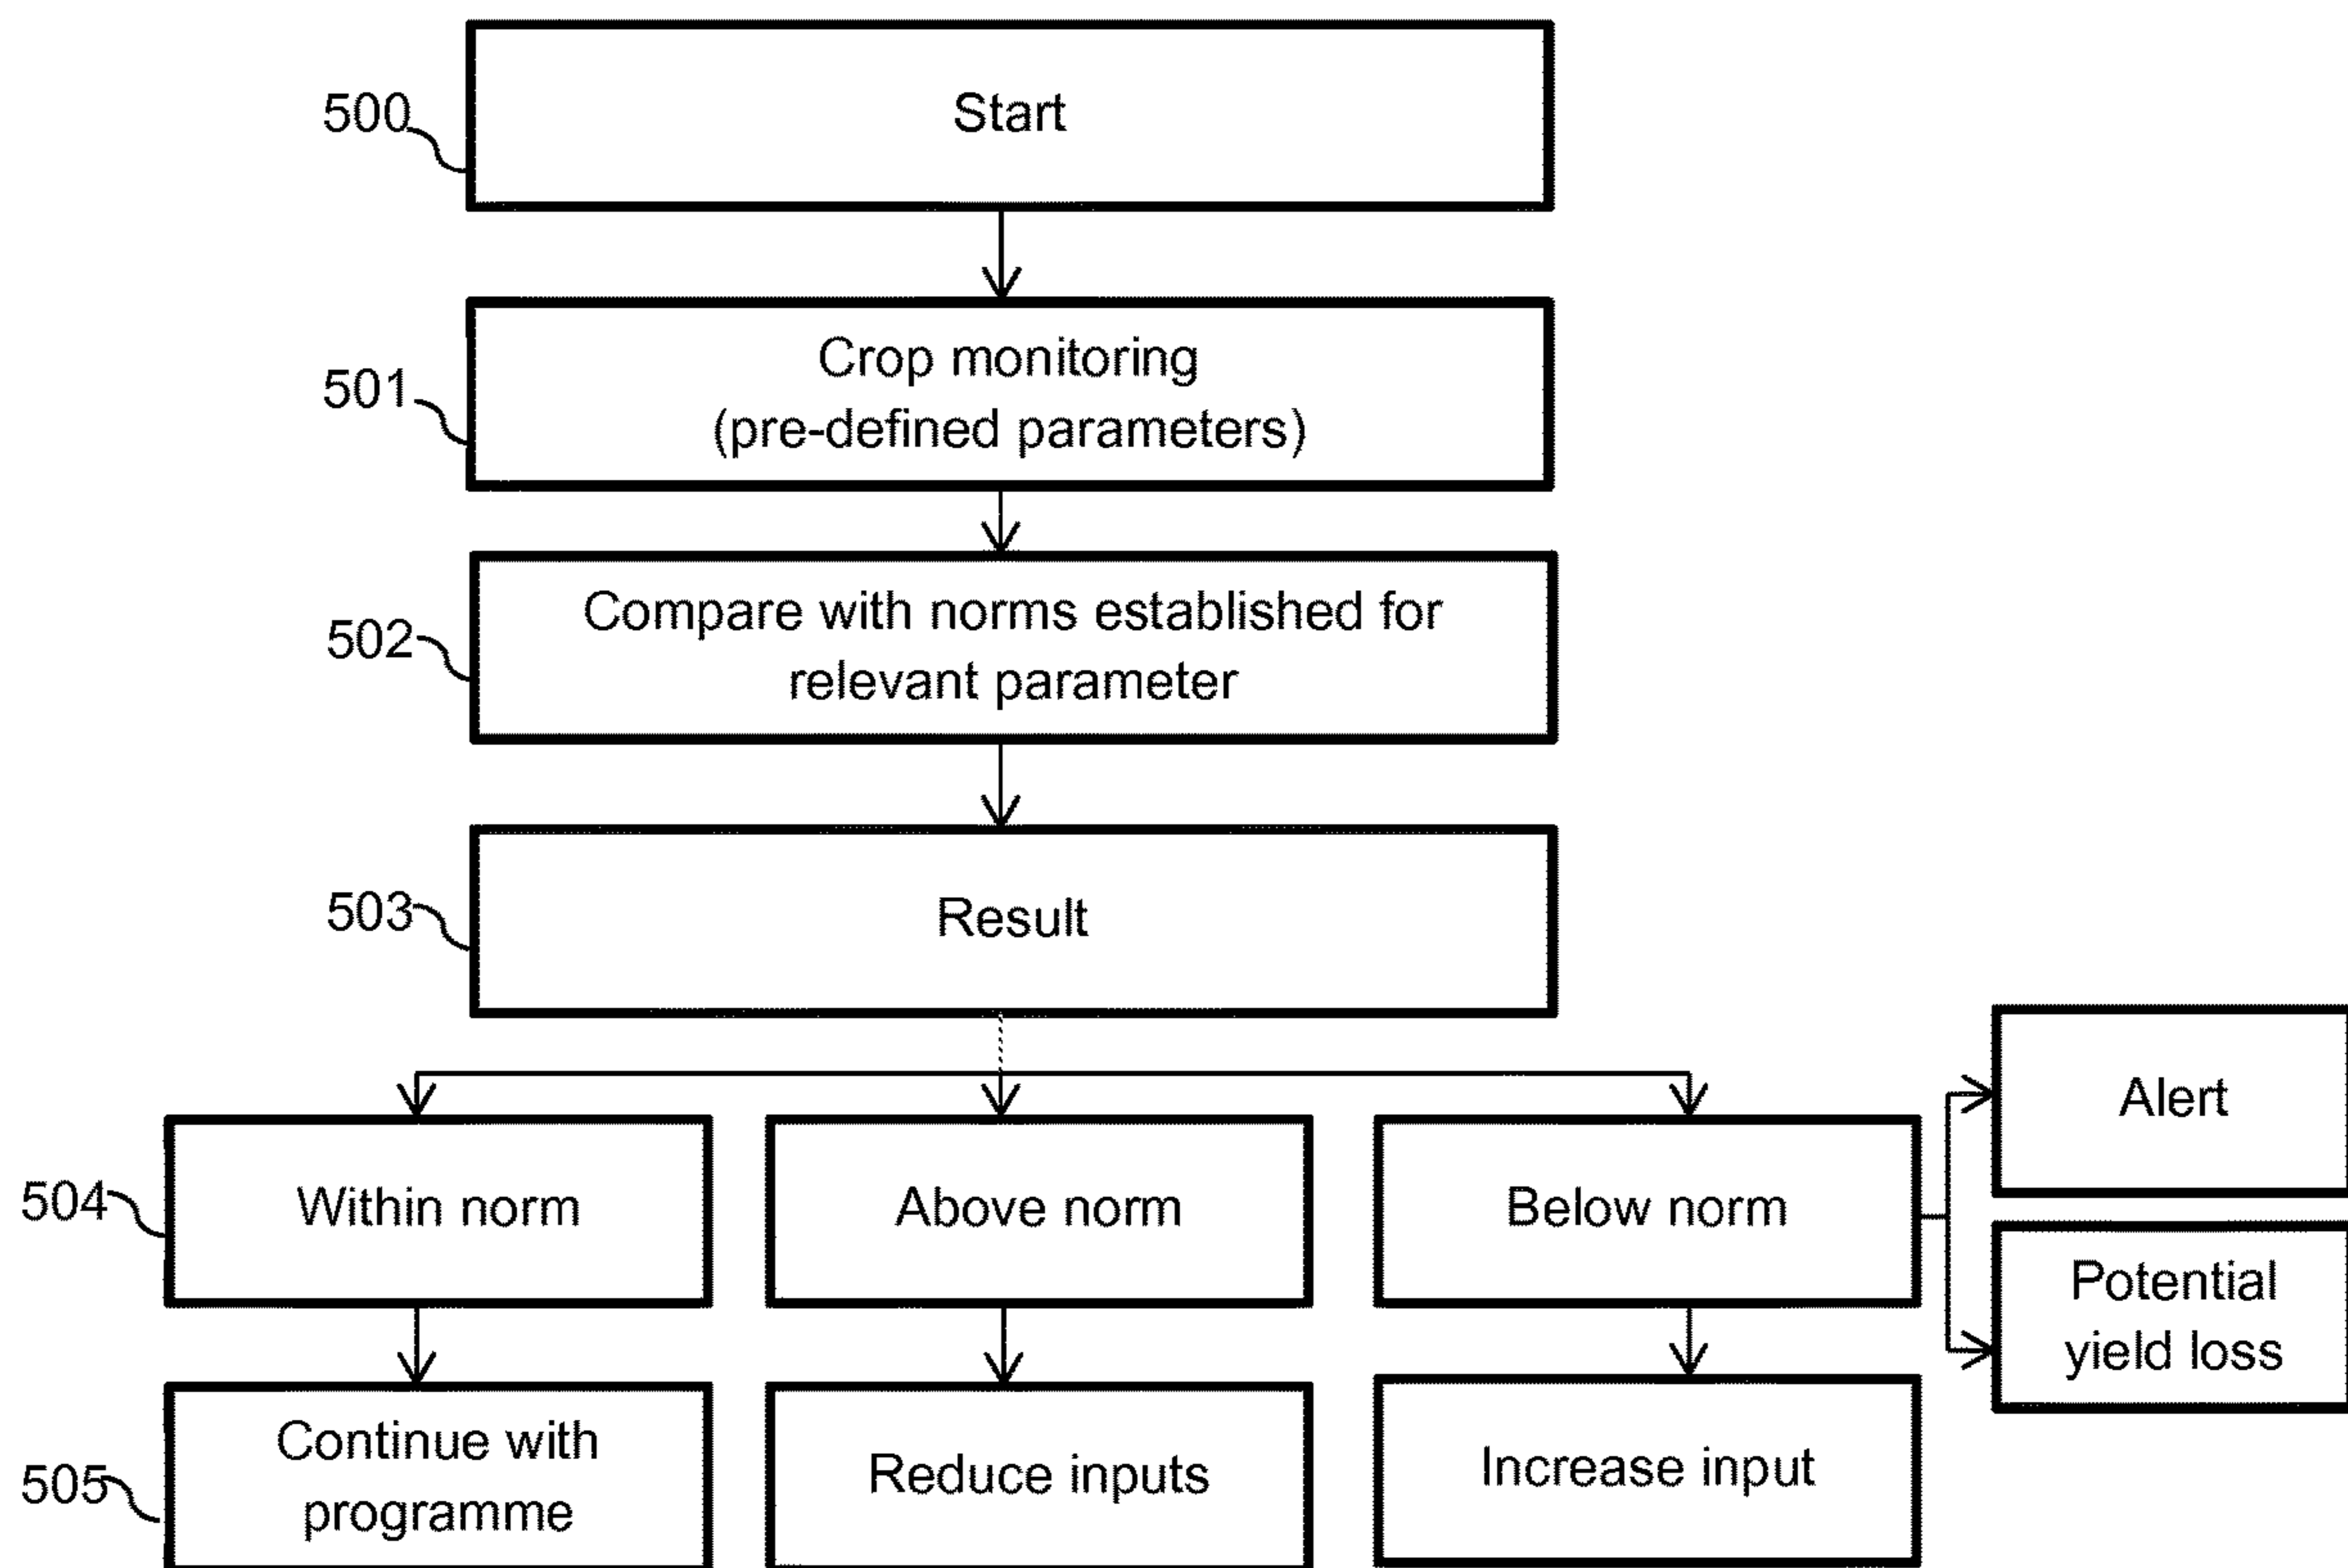 500
Start
501
Crop monitoring
(pre-defined parameters)
502
Compare with norms established for
relevant parameter
503
Result
504
Within norm
Above norm
Below norm
Alert
Potential
yield loss
505
Continue with
programme
Reduce inputs
Increase input